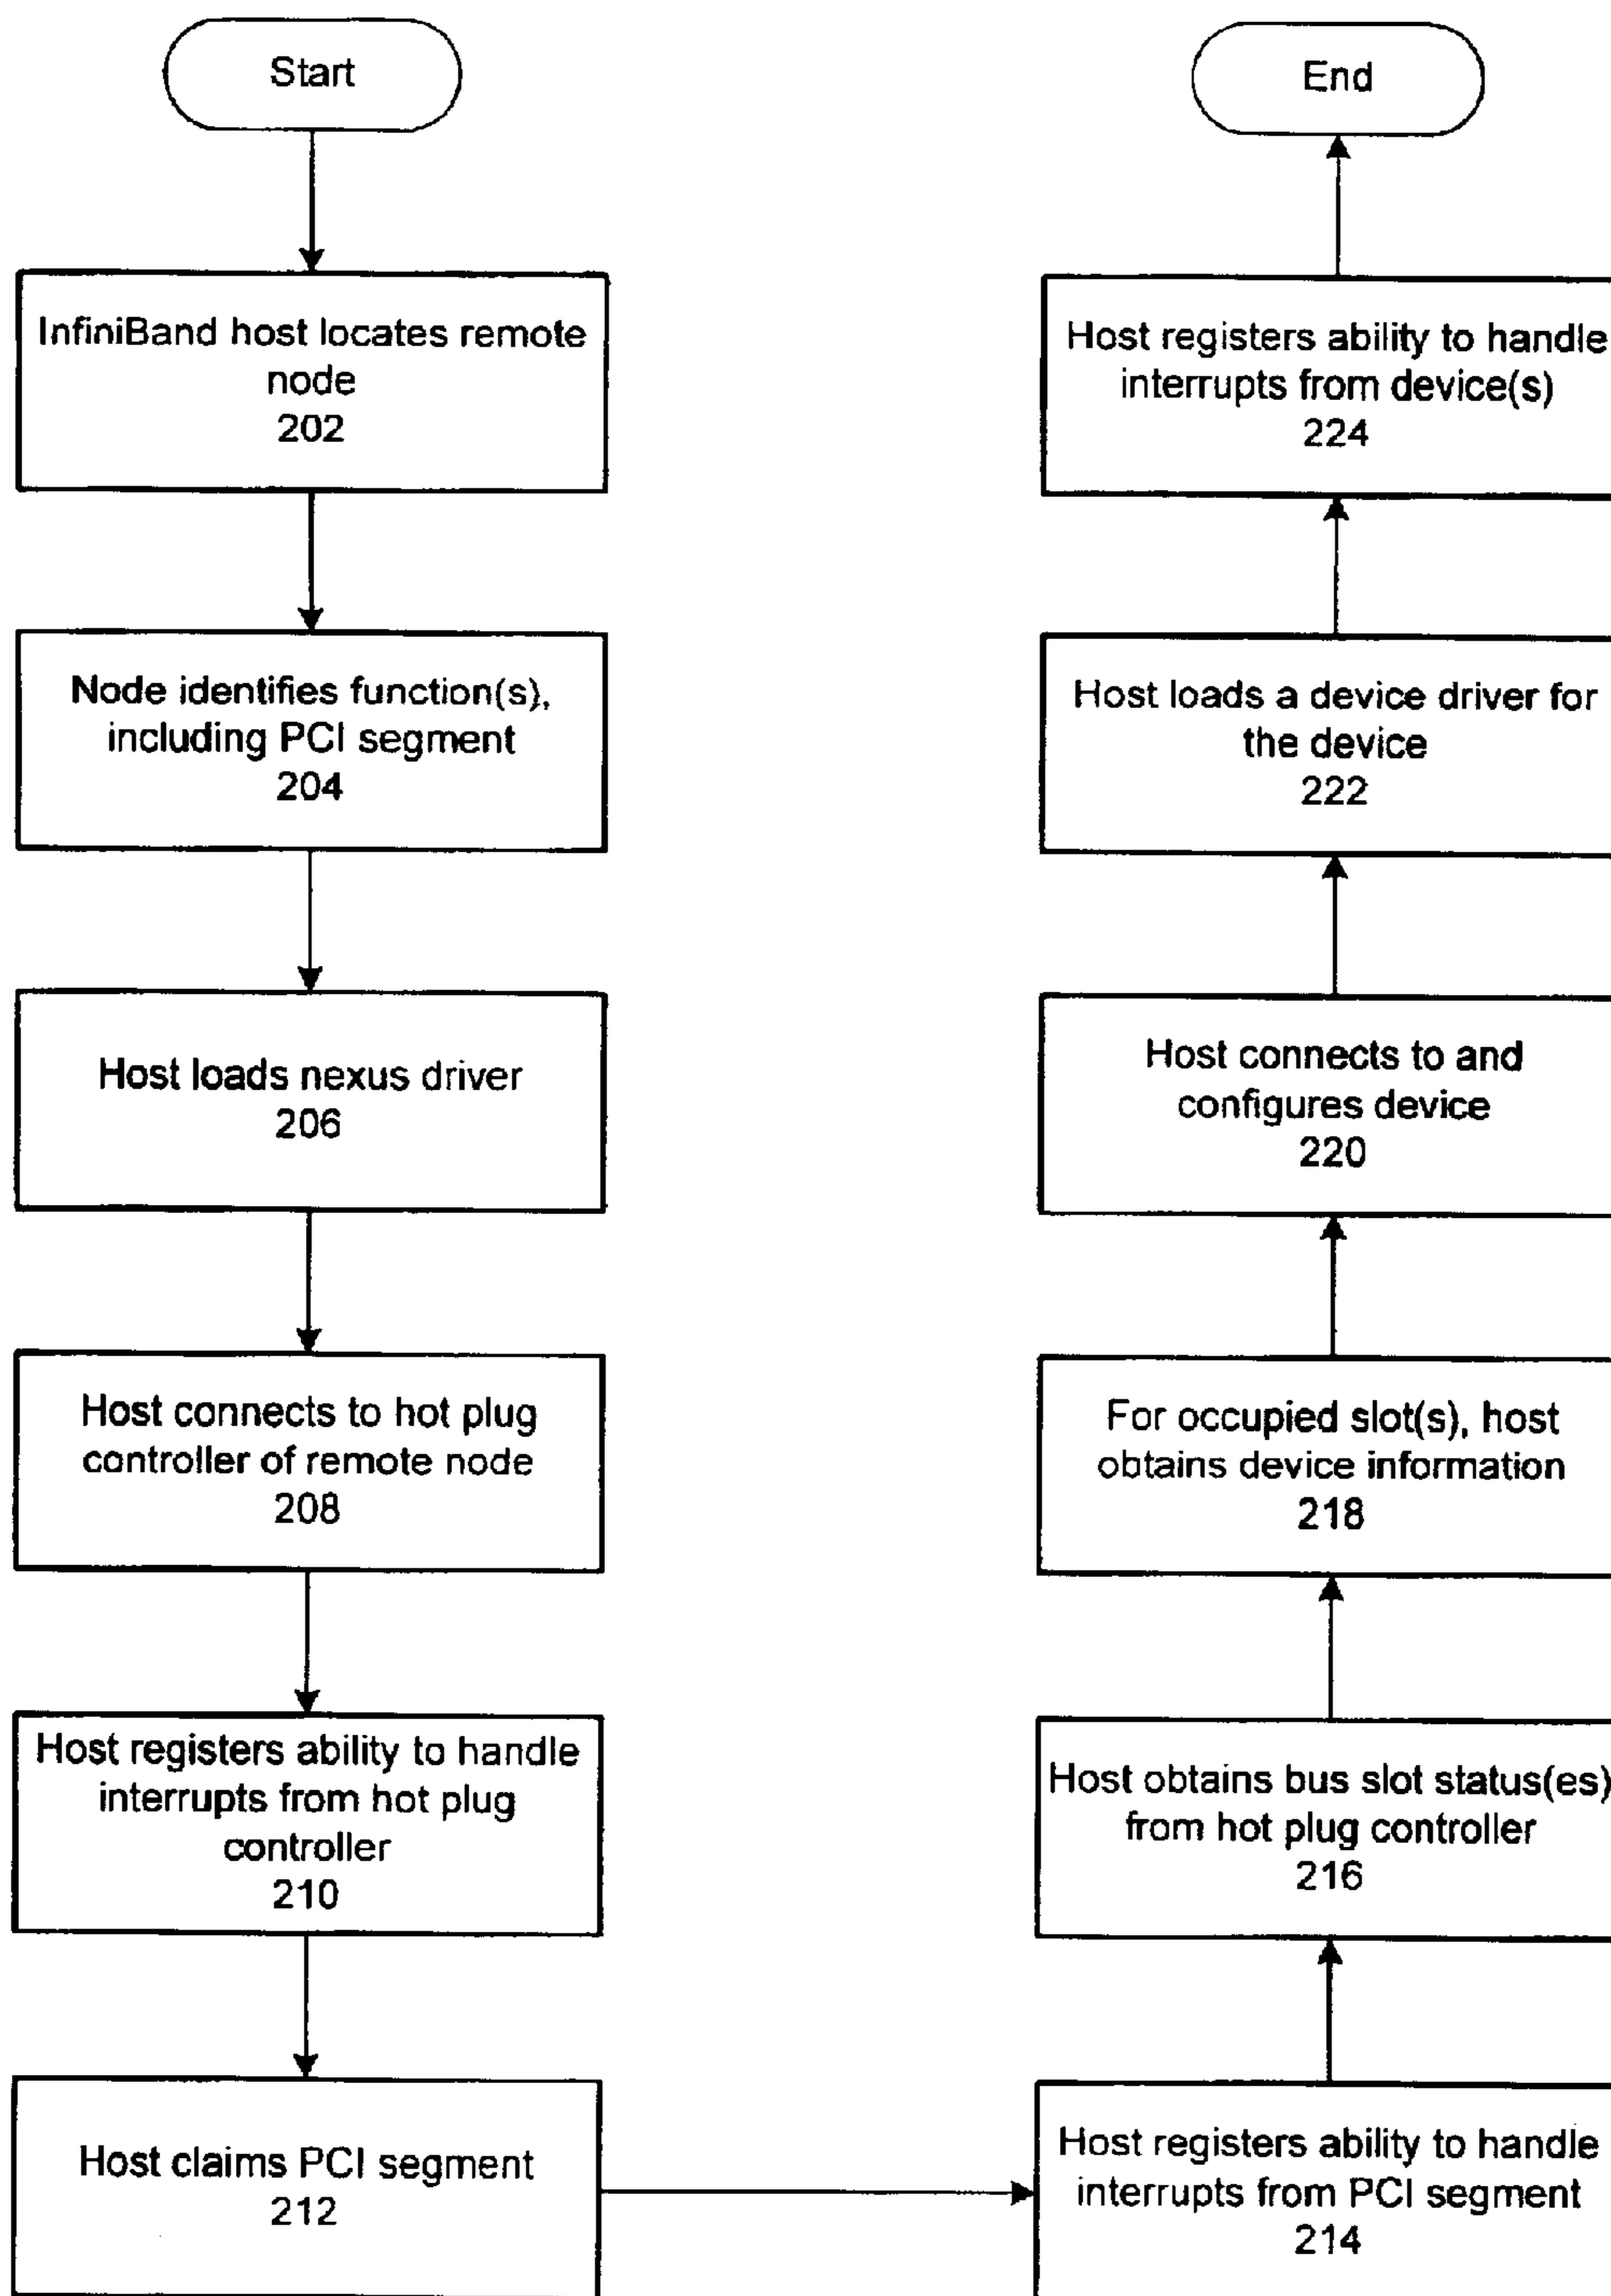 Start
InfiniBand host locates remote
node
202
Node identifies function(s),
including PCI segment
204
Host loads nexus driver
206
Host connects to hot plug
controller of remote node
208
Host registers ability to handle
interrupts from hot plug
controller
210
Host claims PCI segment
212
Host registers ability to handle
interrupts from PCI segment
214
Host obtains bus slot status(es)
from hot plug controller
216
For occupied slot(s), host
obtains device information
218
Host connects to and
configures device
220
Host loads a device driver for
the device
222
Host registers ability to handle
interrupts from device(s)
224
End